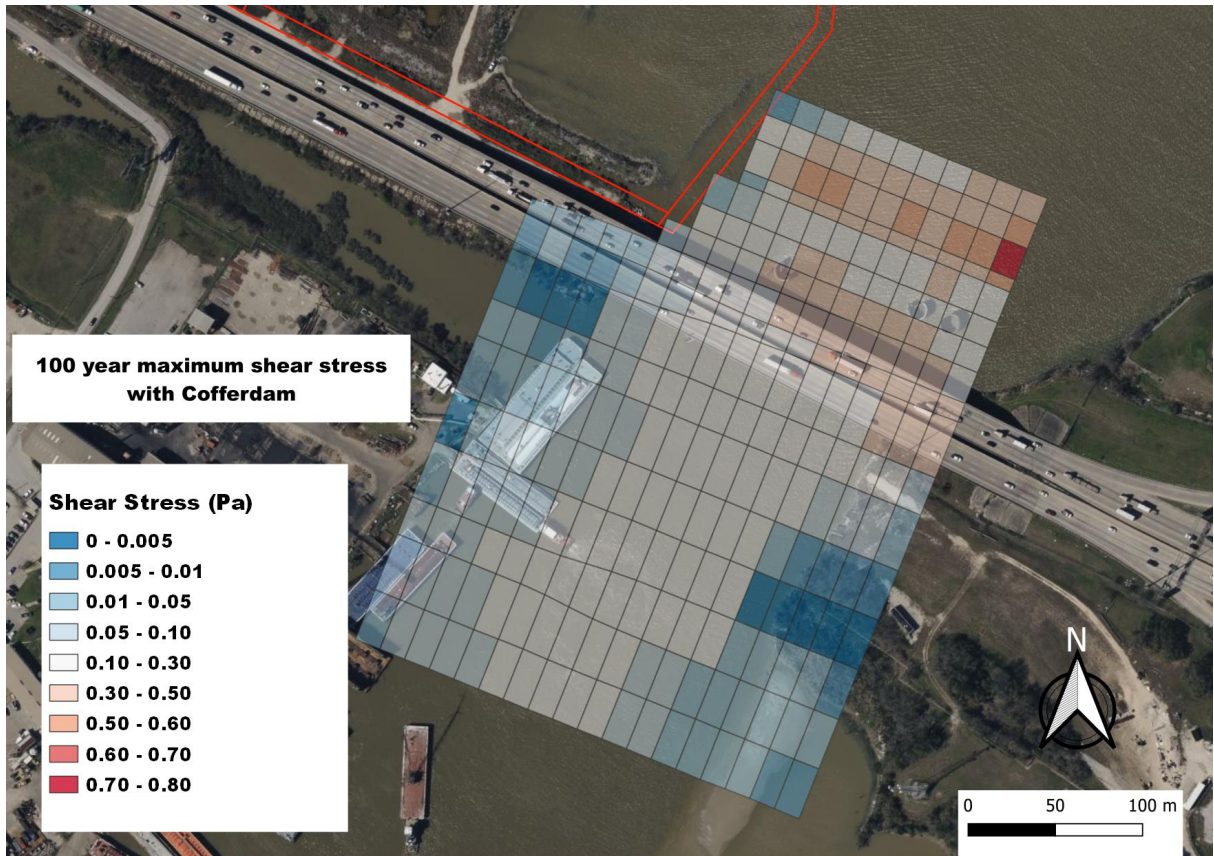 100 year maximum shear stress
with Cofferdam
Shear Stress (Pa)
0 - 0.005
0.005 - 0.01
0.01 - 0.05
0.05 - 0.10
0.10 - 0.30
0.30 - 0.50
0.50 - 0.60
0.60 - 0.70
0.70 - 0.80
N
0 50 100 m